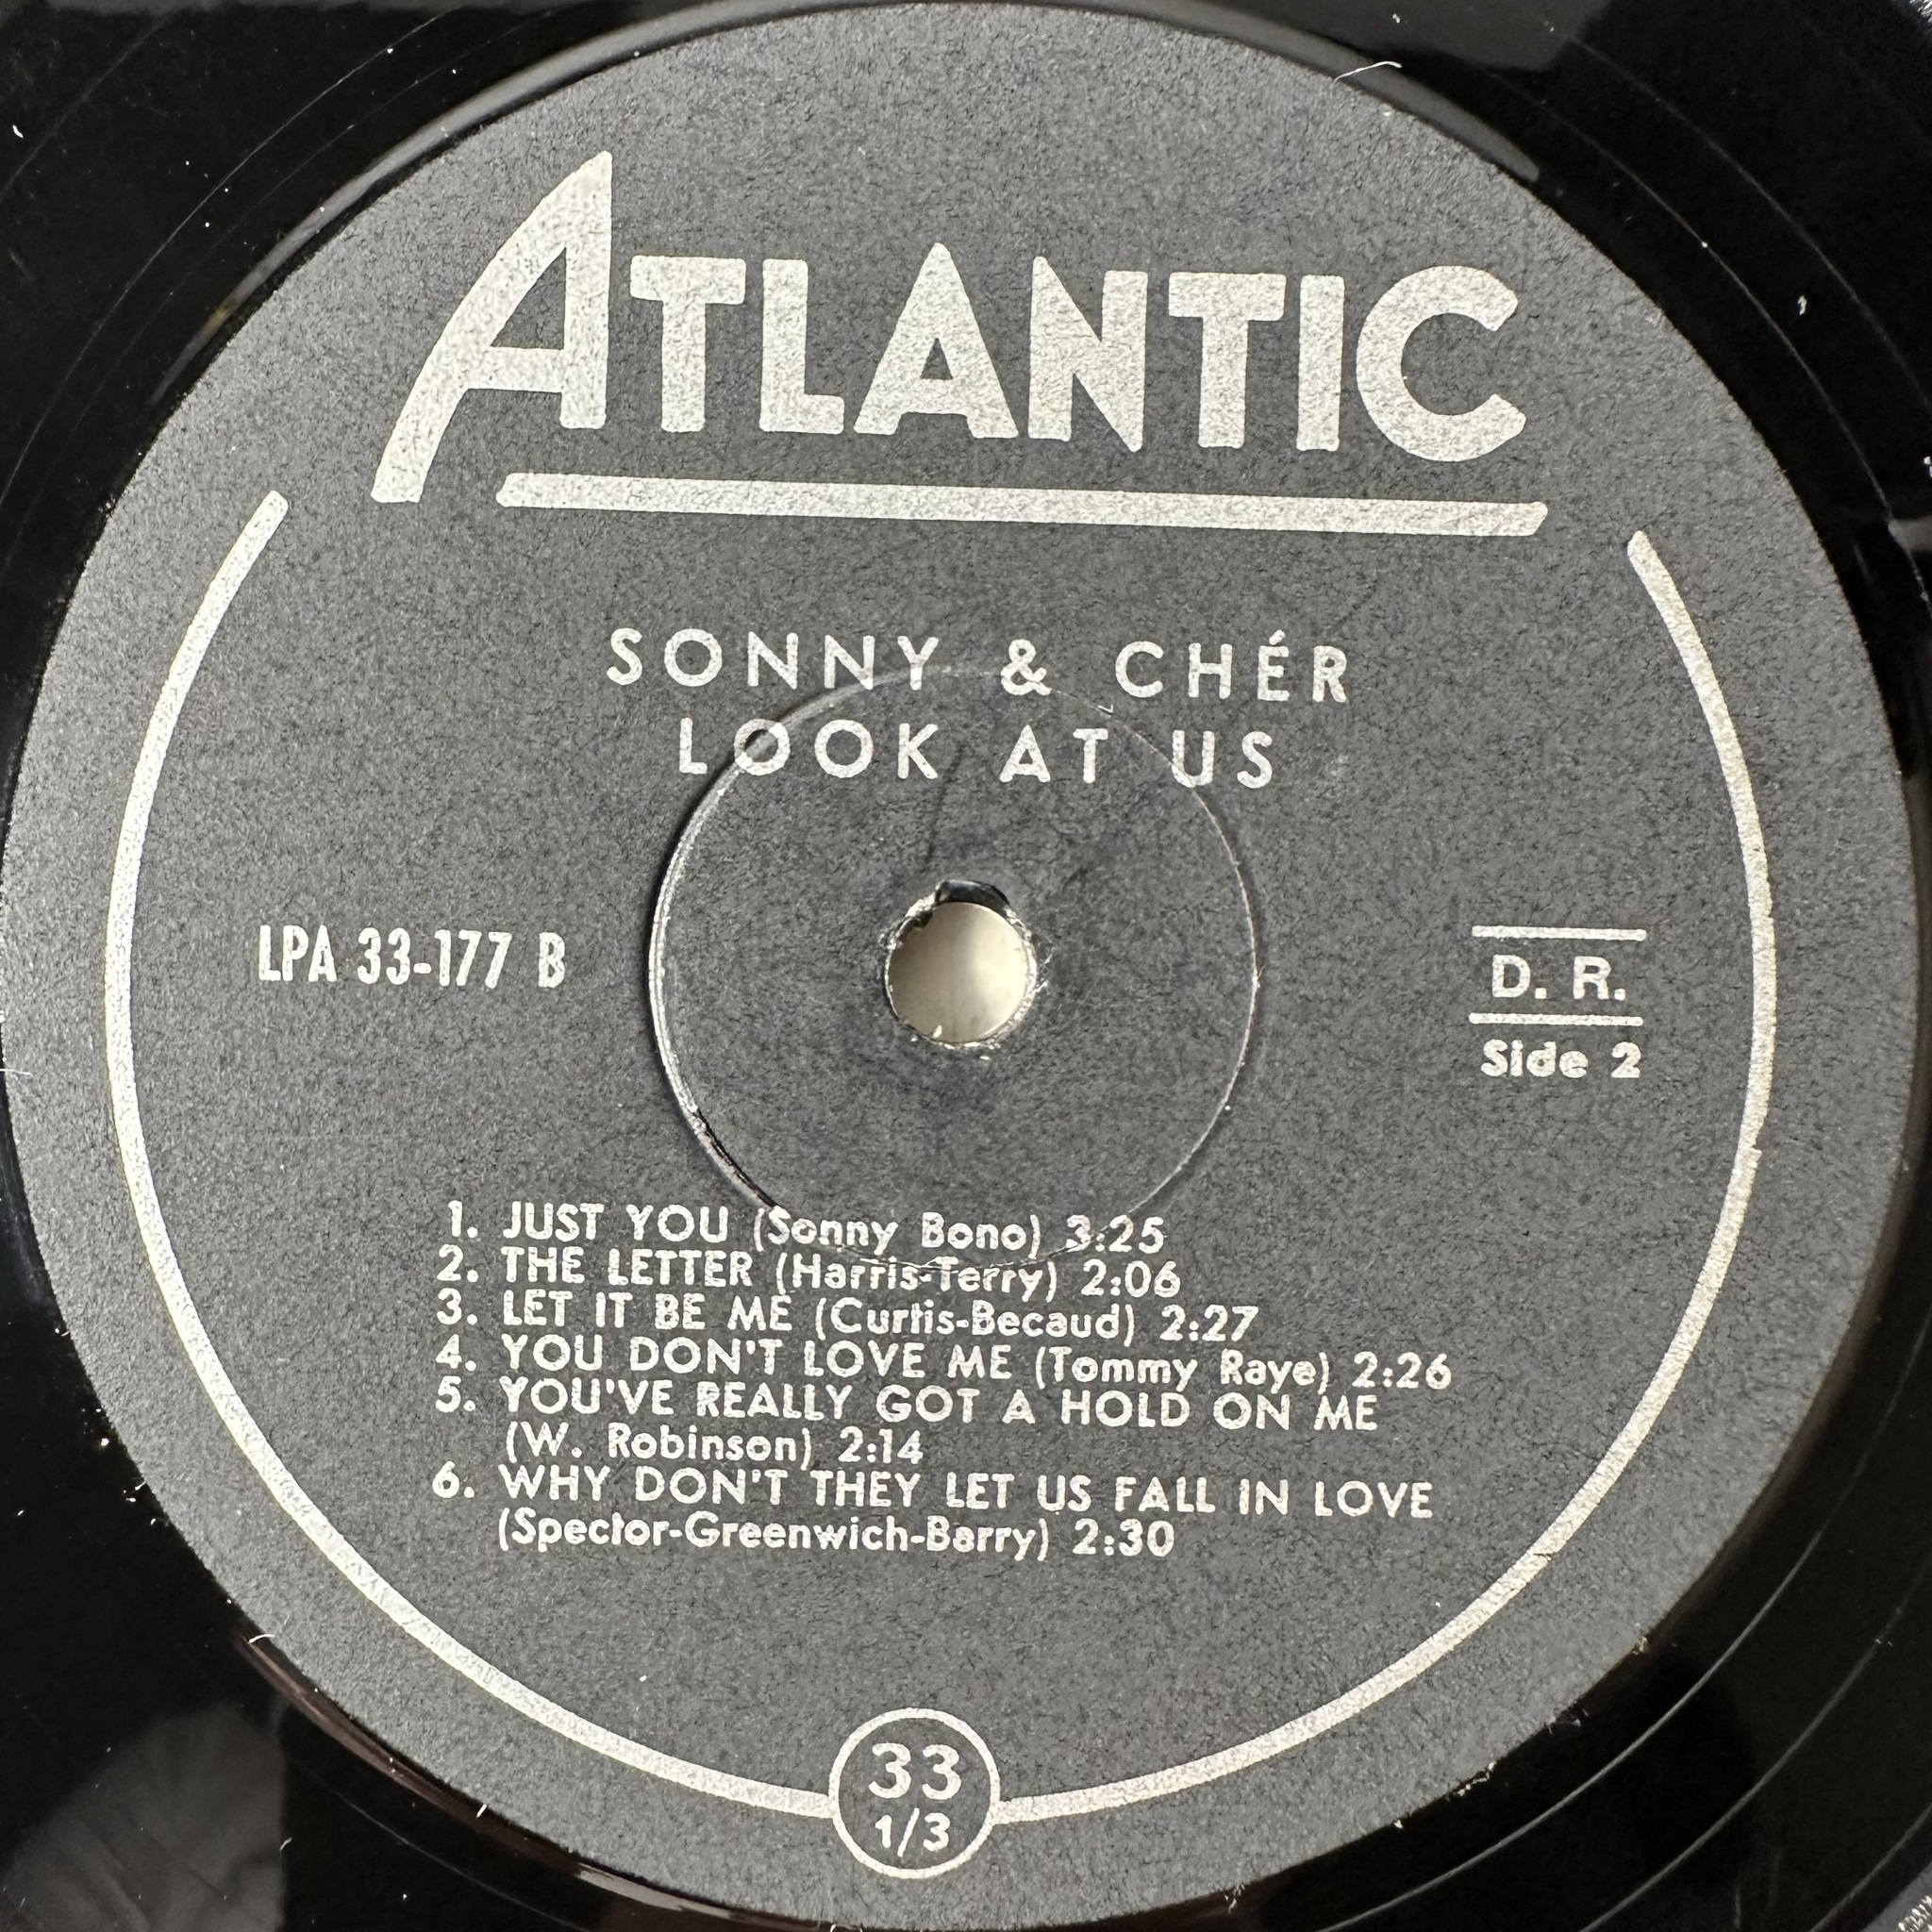 ATLANTIC
SONNY & CHÉR
LOOK AT US
LPA 33-177 B
D. R.
Side 2
1. JUST YOU (Sonny Bono) 3:25
2. THE LETTER (Harris-Terry) 2:06
3. LET IT BE ME (Curtis-Becaud) 2:27
4. YOU DON'T LOVE ME (Tommy Raye) 2:26
5. YOU'VE REALLY GOT A HOLD ON ME
(W. Robinson) 2:14
6. WHY DON'T THEY LET US FALL IN LOVE
(Spector-Greenwich-Barry) 2:30
33
1/3